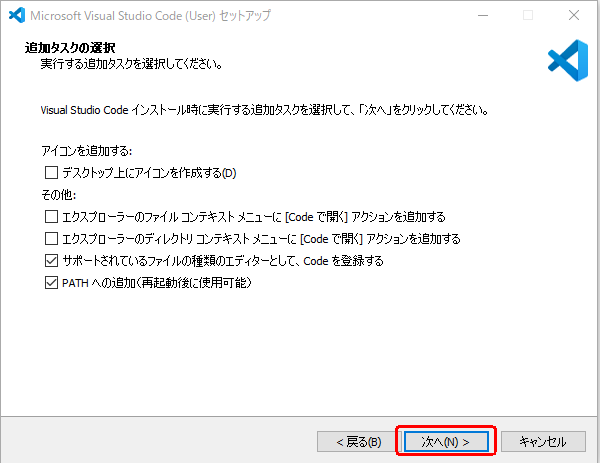 Microsoft Visual Studio Code (User) セットアップ
追加タスクの選択
実行する追加タスクを選択してください。
Visual Studio Code インストール時に実行する追加タスクを選択して、「次へ」をクリックしてください。
アイコンを追加する:
デスクトップ上にアイコンを作成する(D)
その他:
エクスプローラーのファイル コンテキスト メニューに [Code で開く] アクションを追加する
エクスプローラーのディレクトリ コンテキスト メニューに [Code で開く] アクションを追加する
サポートされているファイルの種類のエディターとして、Code を登録する
PATH への追加（再起動後に使用可能）
< 戻る(B) 次へ(N) > キャンセル